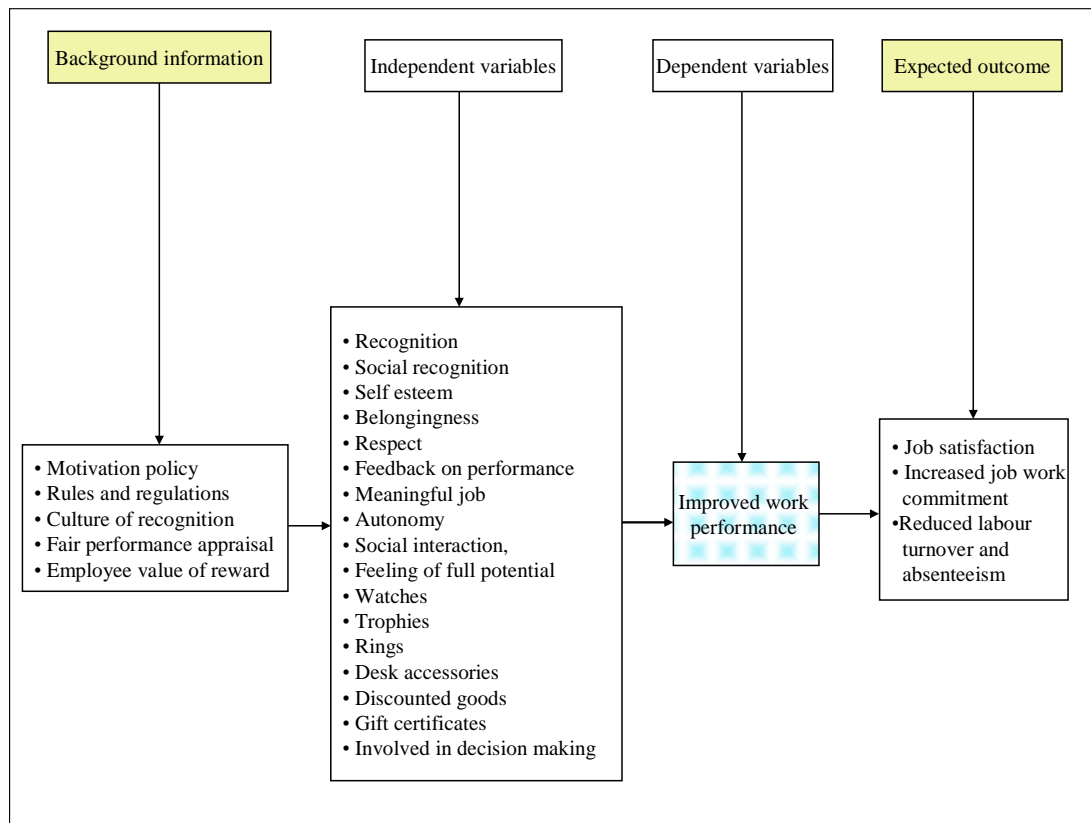 Background information
Independent variables
Dependent variables
Expected outcome
• Motivation policy
• Rules and regulations
• Culture of recognition
• Fair performance appraisal
• Employee value of reward
• Recognition
• Social recognition
• Self esteem
• Belongingness
• Respect
• Feedback on performance
• Meaningful job
• Autonomy
• Social interaction,
• Feeling of full potential
• Watches
• Trophies
• Rings
• Desk accessories
• Discounted goods
• Gift certificates
• Involved in decision making
Improved work
performance
• Job satisfaction
• Increased job work
commitment
•Reduced labour
turnover and
absenteeism